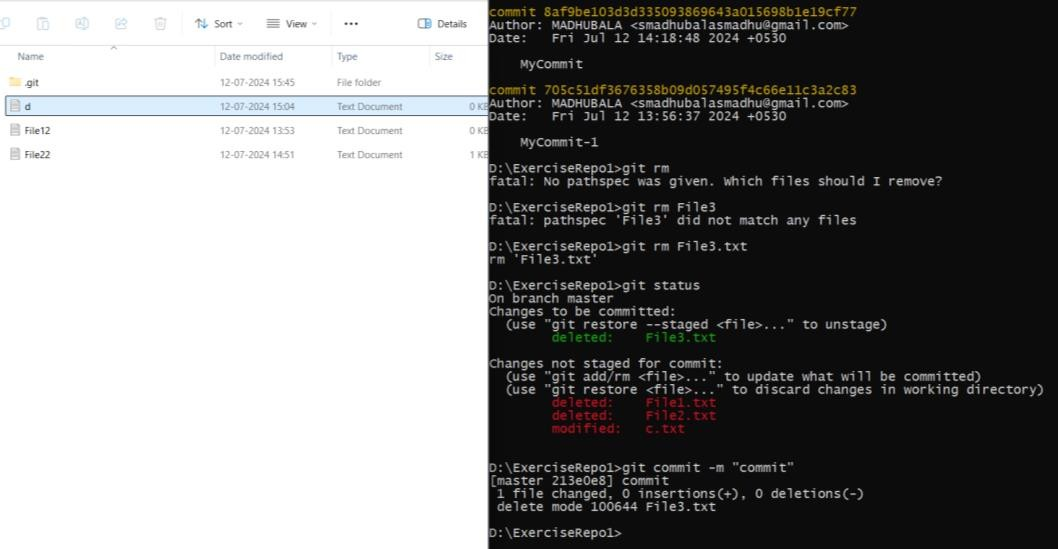 Sort
View
Details
Name
Date modified
Type
Size
.git
12-07-2024 15:45
File folder
d
12-07-2024 15:04
Text Document
0 KB
File12
12-07-2024 13:53
Text Document
0 KB
File22
12-07-2024 14:51
Text Document
1 KB
commit 8af9be103d3d335093869643a015698b1e19cf77
Author: MADHUBALA <smadhubalasmadhu@gmail.com>
Date:   Fri Jul 12 14:18:48 2024 +0530
MyCommit
commit 705c51df3676358b09d057495f4c66e11c3a2c83
Author: MADHUBALA <smadhubalasmadhu@gmail.com>
Date:   Fri Jul 12 13:56:37 2024 +0530
MyCommit-1
D:\ExerciseRepo1>git rm
fatal: No pathspec was given. Which files should I remove?
D:\ExerciseRepo1>git rm File3
fatal: pathspec 'File3' did not match any files
D:\ExerciseRepo1>git rm File3.txt
rm 'File3.txt'
D:\ExerciseRepo1>git status
On branch master
Changes to be committed:
  (use "git restore --staged <file>..." to unstage)
        deleted:    File3.txt
Changes not staged for commit:
  (use "git add/rm <file>..." to update what will be committed)
  (use "git restore <file>..." to discard changes in working directory)
        deleted:    File1.txt
        deleted:    File2.txt
        modified:   c.txt
D:\ExerciseRepo1>git commit -m "commit"
[master 213e0e8] commit
 1 file changed, 0 insertions(+), 0 deletions(-)
 delete mode 100644 File3.txt
D:\ExerciseRepo1>